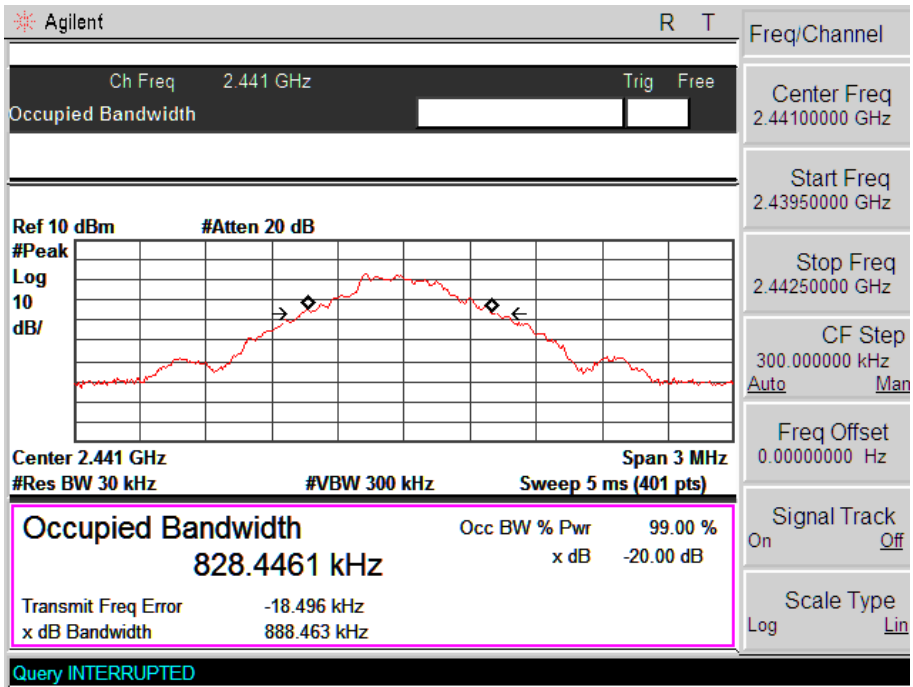 Agilent R T
Ch Freq 2.441 GHz Trig Free
Occupied Bandwidth
Ref 10 dBm #Atten 20 dB
#Peak
Log
10
dB/
Center 2.441 GHz Span 3 MHz
#Res BW 30 kHz #VBW 300 kHz Sweep 5 ms (401 pts)
Occupied Bandwidth Occ BW % Pwr 99.00 %
828.4461 kHz x dB -20.00 dB
Transmit Freq Error -18.496 kHz
x dB Bandwidth 888.463 kHz
Query INTERRUPTED
Freq/Channel
Center Freq
2.44100000 GHz
Start Freq
2.43950000 GHz
Stop Freq
2.44250000 GHz
CF Step
300.000000 kHz
Auto Man
Freq Offset
0.00000000 Hz
Signal Track
On Off
Scale Type
Log Lin